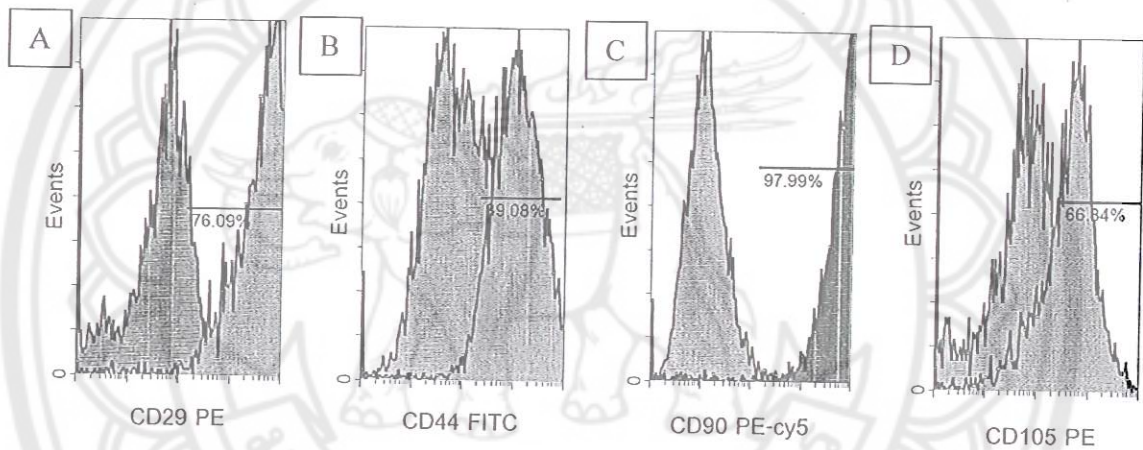 A
Events
0
76.09%
CD29 PE
B
Events
0
89.08%
CD44 FITC
C
Events
0
97.99%
CD90 PE-cy5
D
Events
0
66.84%
CD105 PE